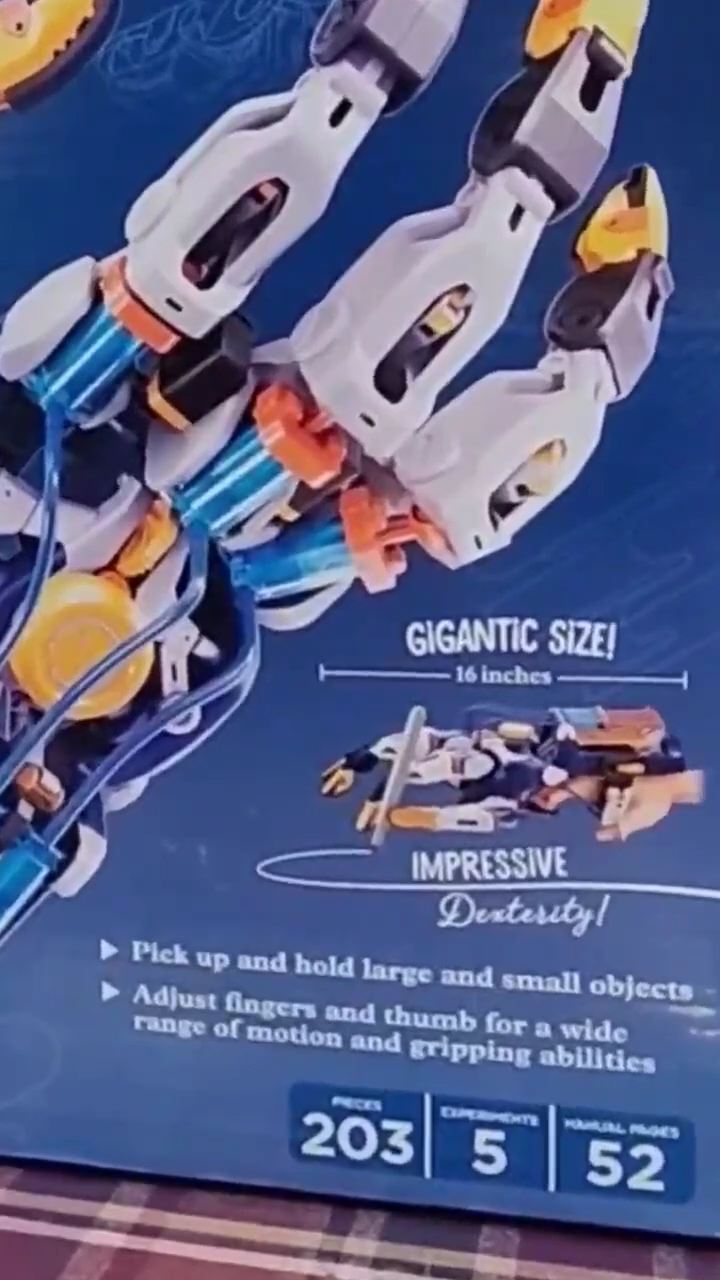 GIGANTIC SIZE!
16 inches
IMPRESSIVE
Dexterity!
▶ Pick up and hold large and small objects
▶ Adjust fingers and thumb for a wide
range of motion and gripping abilities
PIECES
203
EXPERIMENTS
5
MANUAL PAGES
52